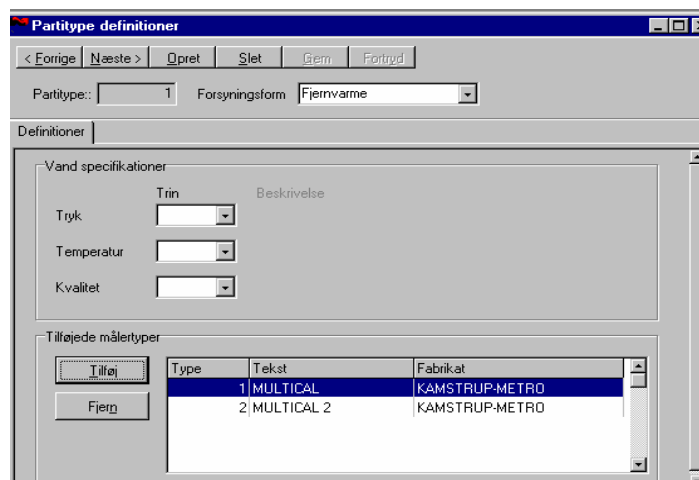 Partitype definitioner
< Forrige Næste > Opret Slet Gem Fortryd
Partitype:: 1 Forsyningsform Fjernvarme
Definitioner
Vand specifikationer
Trin Beskrivelse
Tryk
Temperatur
Kvalitet
Tilføjede målertyper
Tilføj Type Tekst Fabrikat
1 MULTICAL KAMSTRUP-METRO
Fjern 2 MULTICAL 2 KAMSTRUP-METRO